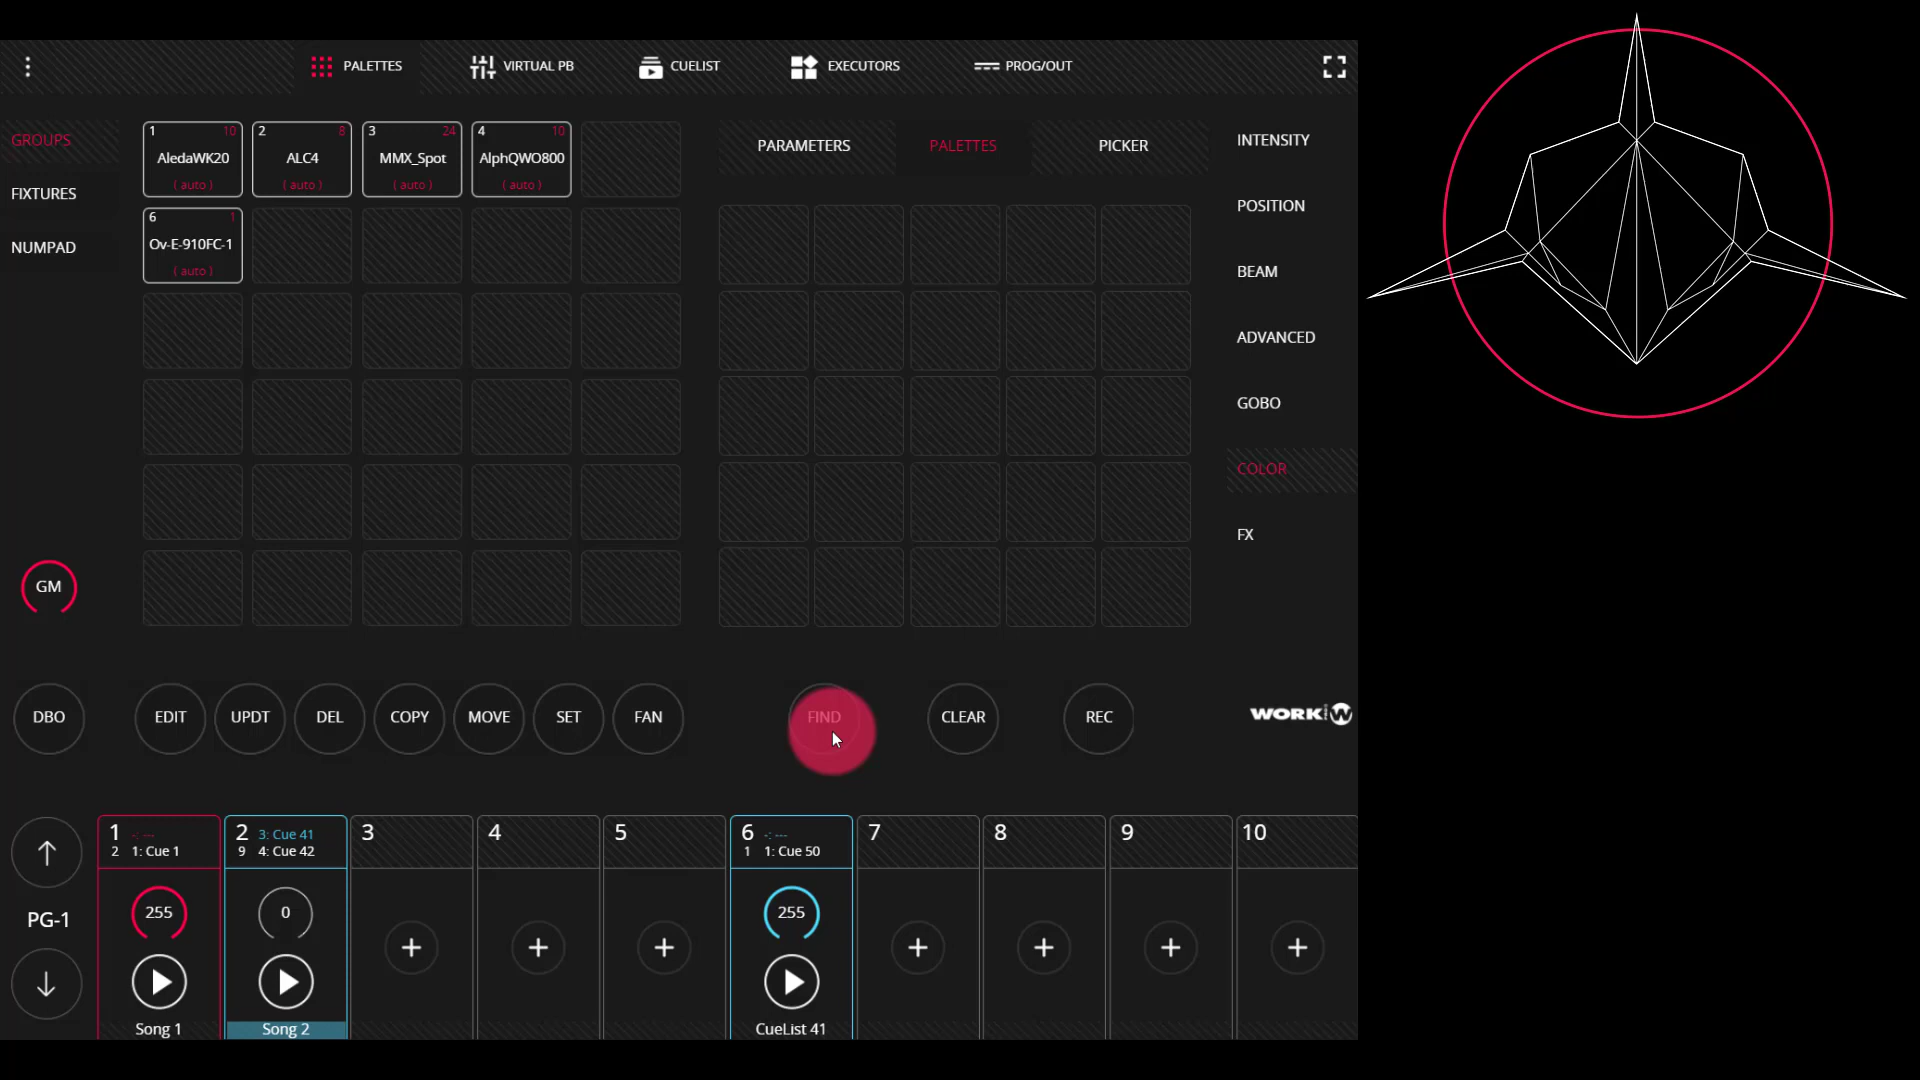 PALETTES
VIRTUAL PB
CUELIST
EXECUTORS
PROG/OUT
GROUPS
FIXTURES
NUMPAD
1 10
AledaWK20
( auto )
2 8
ALC4
( auto )
3 24
MMX_Spot
( auto )
4 10
AlphQWO800
( auto )
6 1
Ov-E-910FC-1
( auto )
PARAMETERS
PALETTES
PICKER
INTENSITY
POSITION
BEAM
ADVANCED
GOBO
COLOR
FX
GM
DBO
EDIT
UPDT
DEL
COPY
MOVE
SET
FAN
FIND
CLEAR
REC
WORK W
PG-1
1 -: ---
2 1: Cue 1
255
Song 1
2 3: Cue 41
9 4: Cue 42
0
Song 2
3
+
4
+
5
+
6 -: ---
1 1: Cue 50
255
CueList 41
7
+
8
+
9
+
10
+